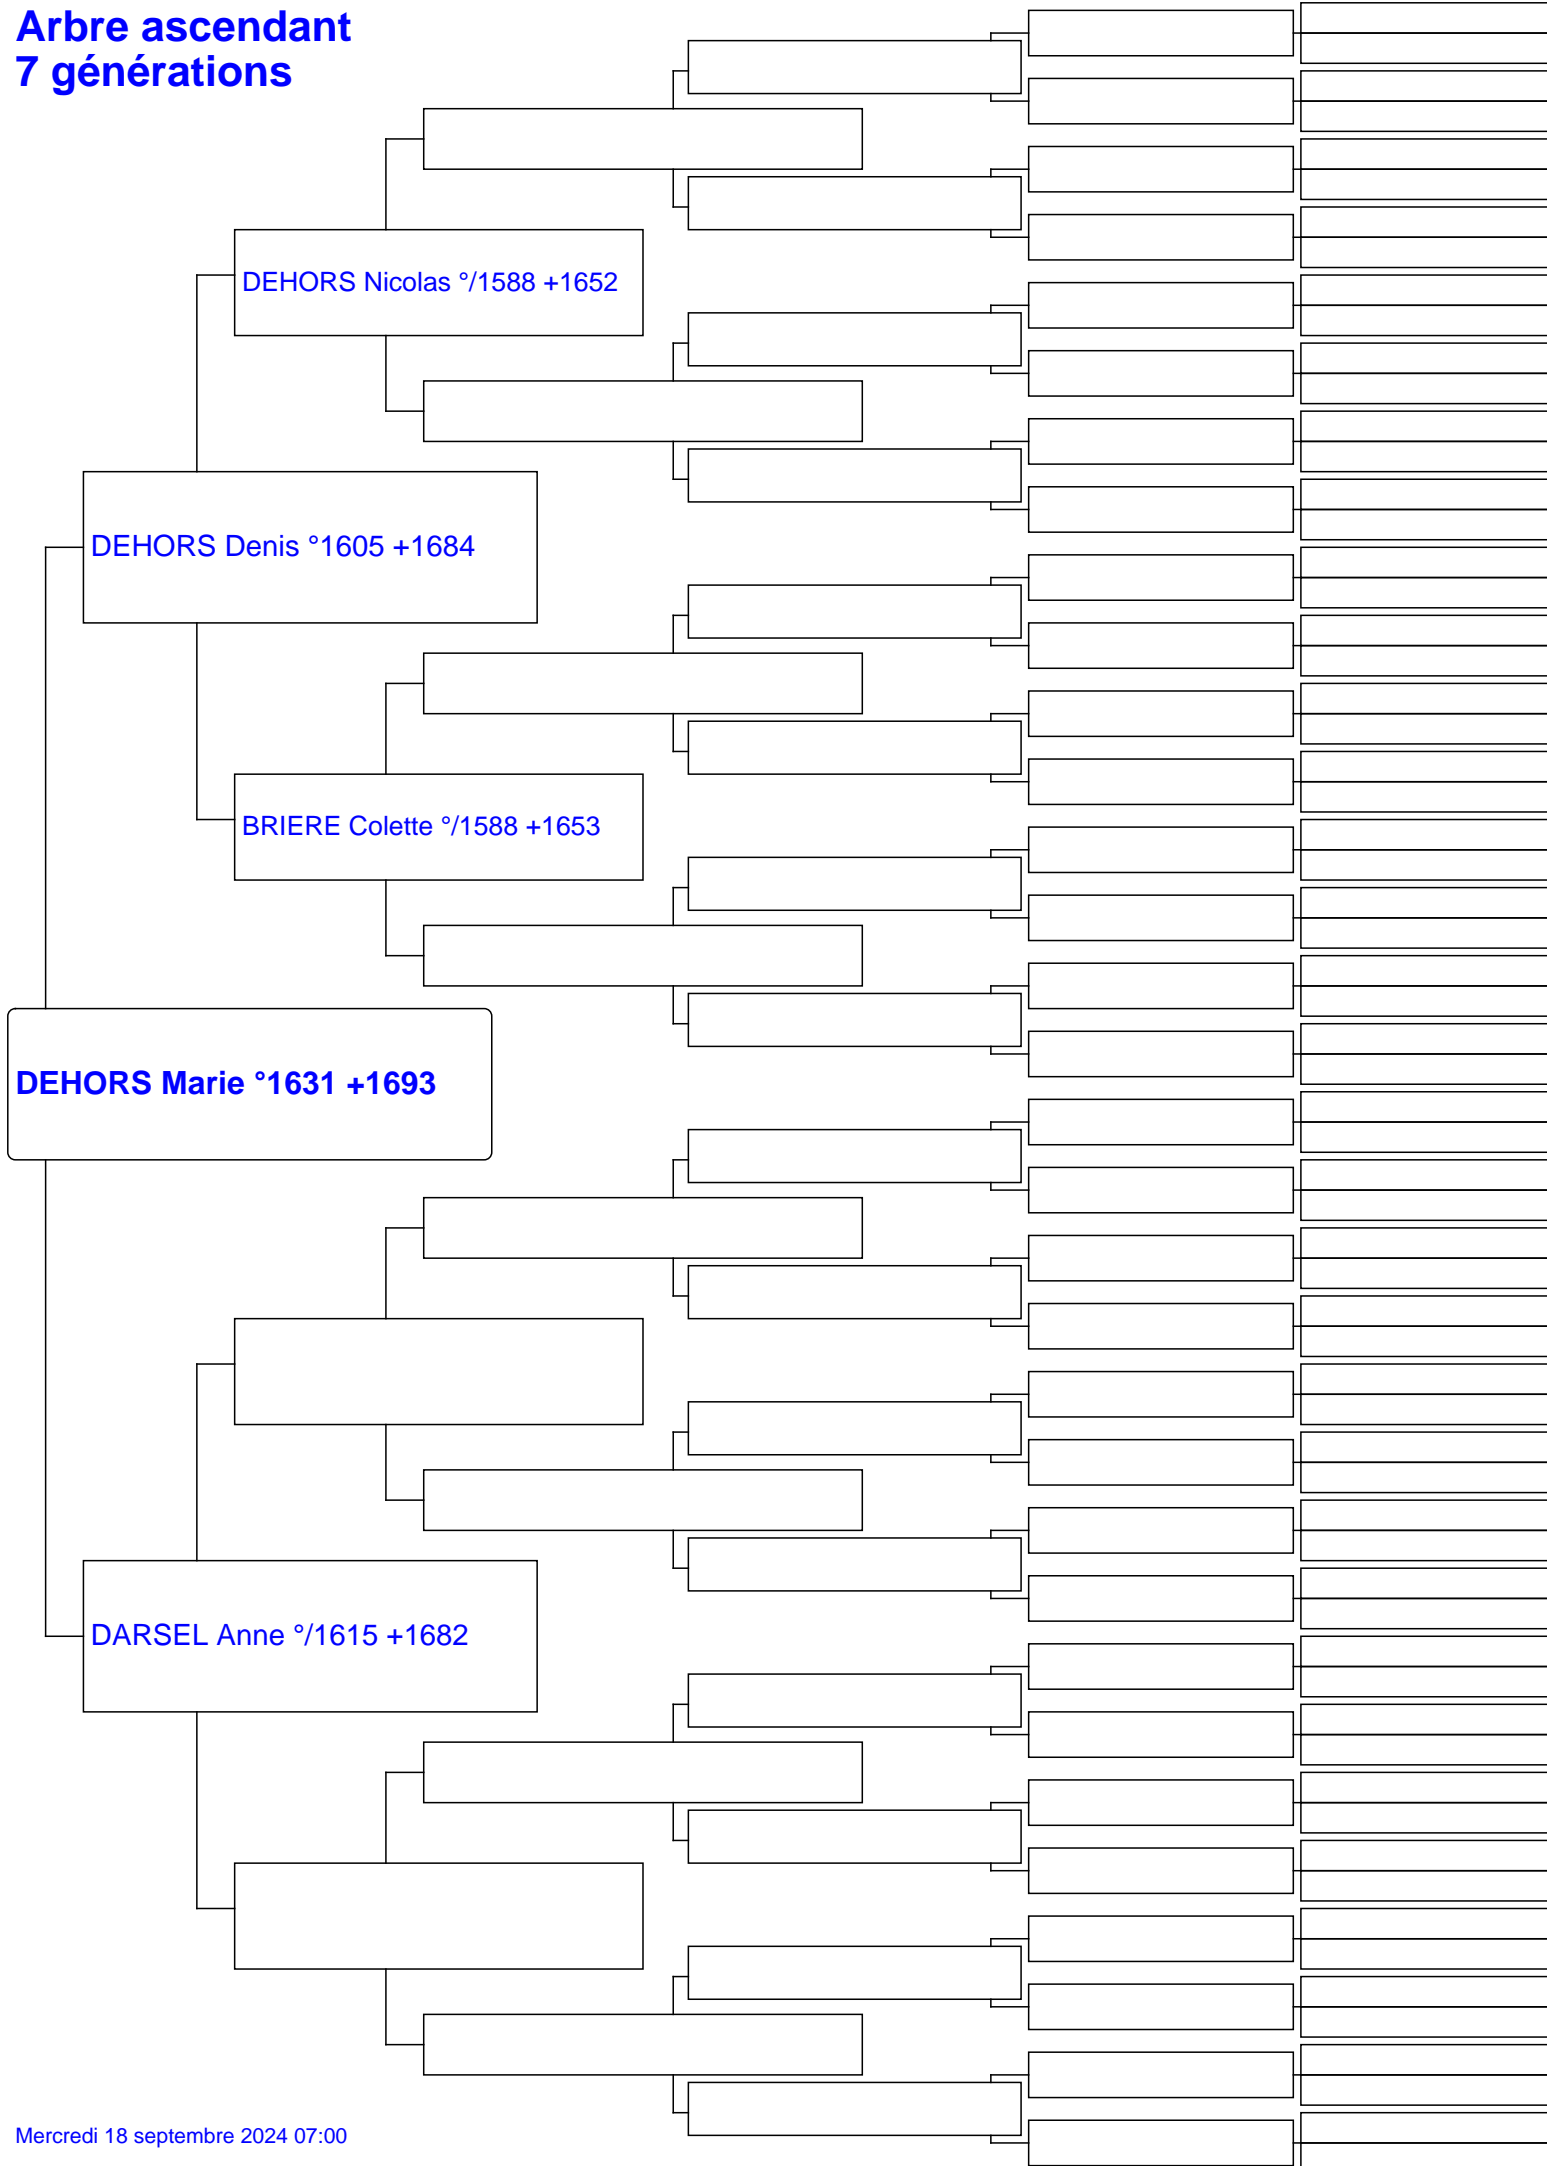 Arbre ascendant
7 générations
DEHORS Nicolas °/1588 +1652
DEHORS Denis °1605 +1684
BRIERE Colette °/1588 +1653
DEHORS Marie °1631 +1693
DARSEL Anne °/1615 +1682
Mercredi 18 septembre 2024 07:00